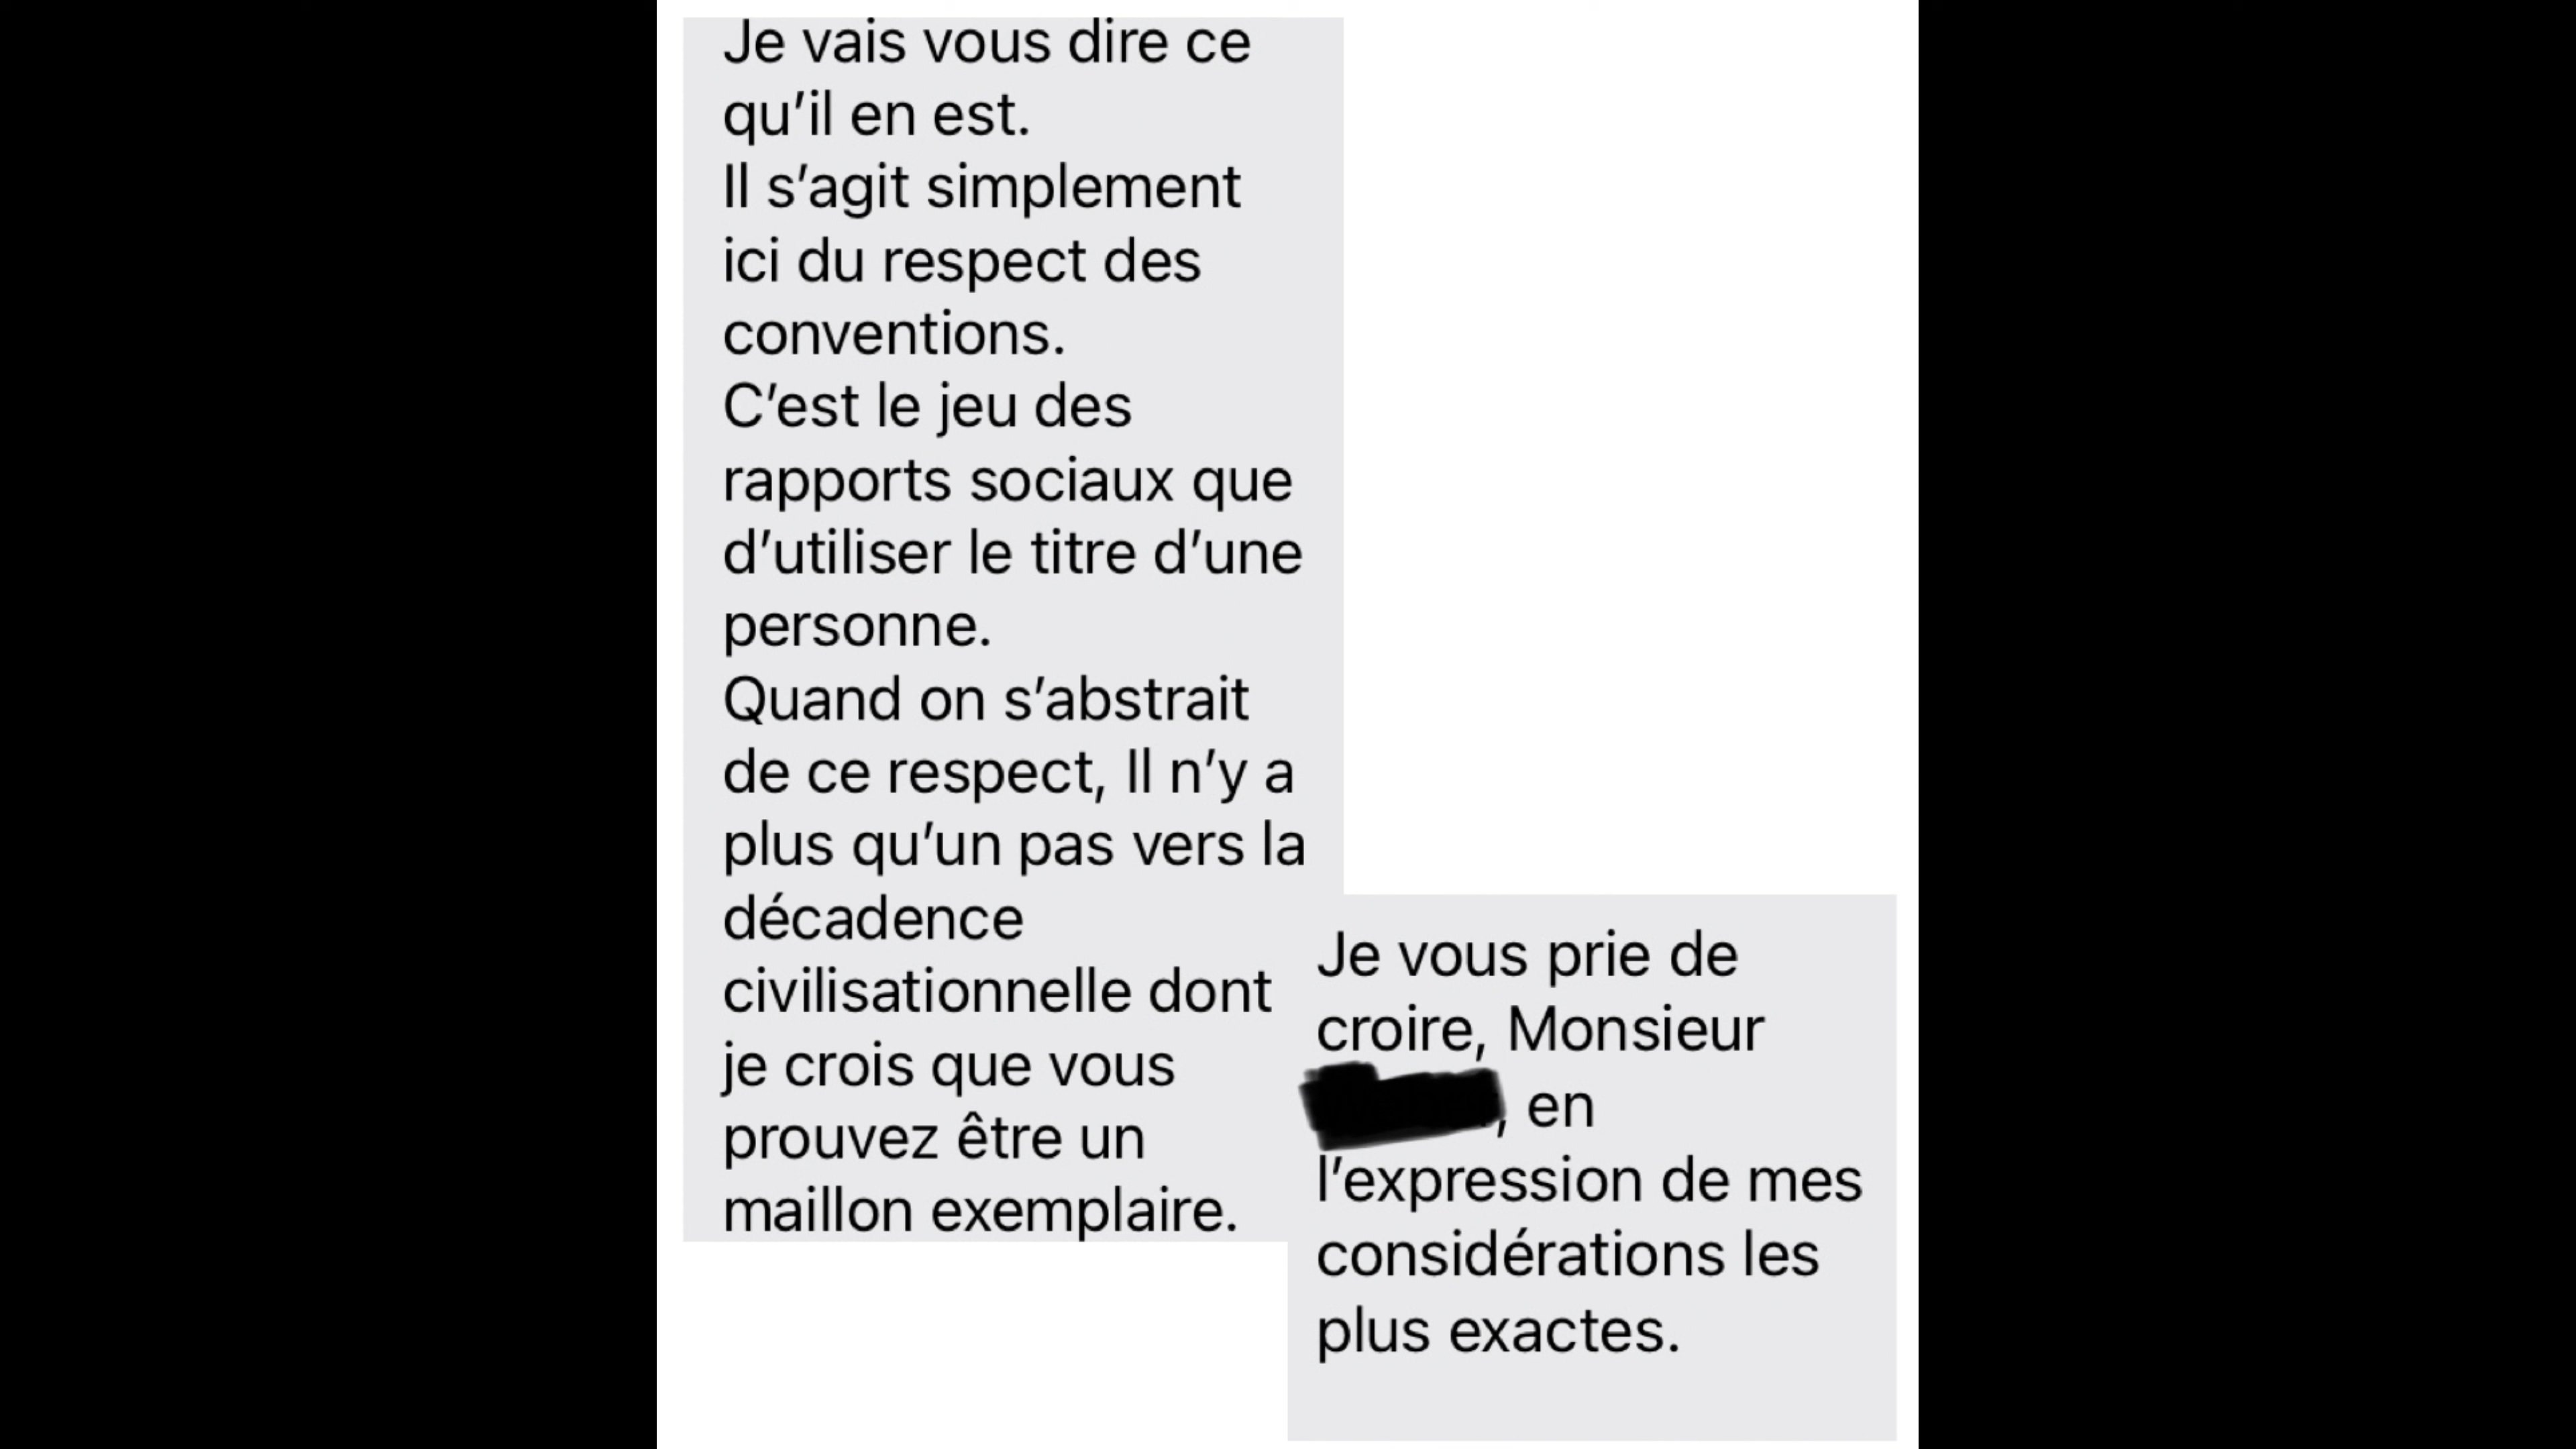 Je vais vous dire ce
qu’il en est.
Il s’agit simplement
ici du respect des
conventions.
C’est le jeu des
rapports sociaux que
d’utiliser le titre d’une
personne.
Quand on s’abstrait
de ce respect, Il n’y a
plus qu’un pas vers la
décadence
civilisationnelle dont
je crois que vous
prouvez être un
maillon exemplaire.
Je vous prie de
croire, Monsieur
, en
l’expression de mes
considérations les
plus exactes.